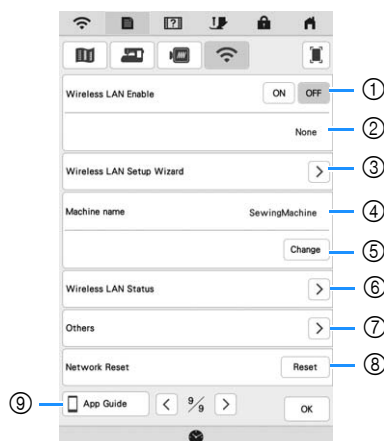 Wireless LAN Enable ON OFF ①
None ②
Wireless LAN Setup Wizard > ③
Machine name SewingMachine ④
Change ⑤
Wireless LAN Status > ⑥
Others > ⑦
Network Reset Reset ⑧
⑨ App Guide < 9/9 > OK